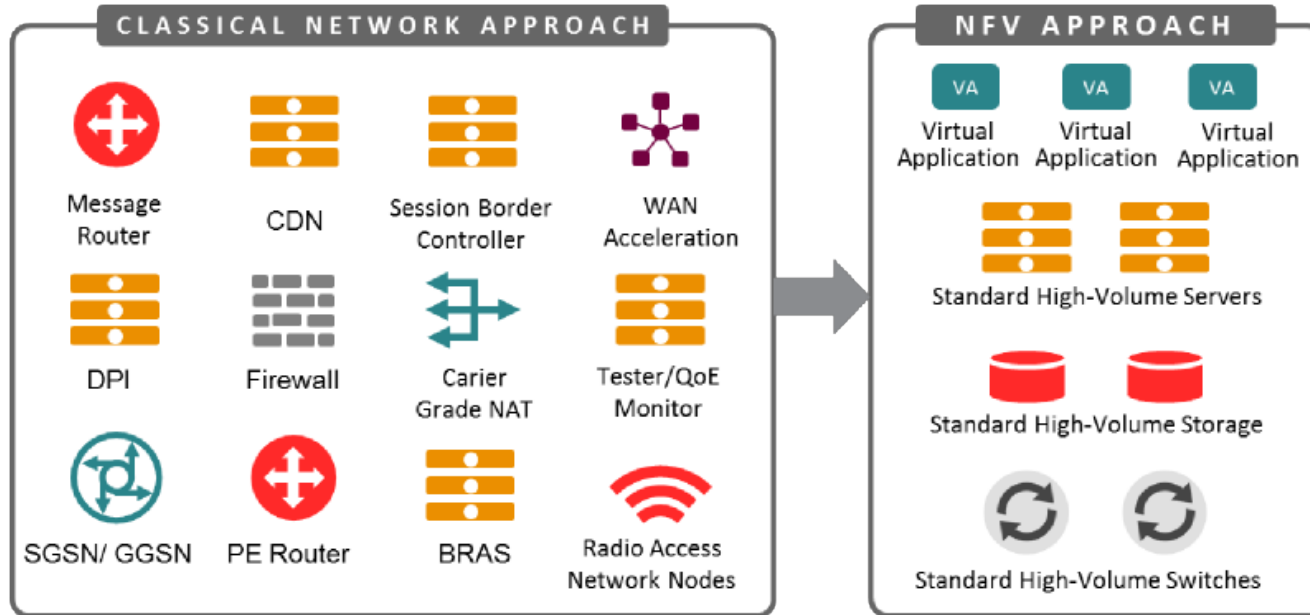 CLASSICAL NETWORK APPROACH
Message
Router
CDN
Session Border
Controller
WAN
Acceleration
DPI
Firewall
Carier
Grade NAT
Tester/QoE
Monitor
SGSN/ GGSN
PE Router
BRAS
Radio Access
Network Nodes
NFV APPROACH
VA
Virtual
Application
VA
Virtual
Application
VA
Virtual
Application
Standard High-Volume Servers
Standard High-Volume Storage
Standard High-Volume Switches